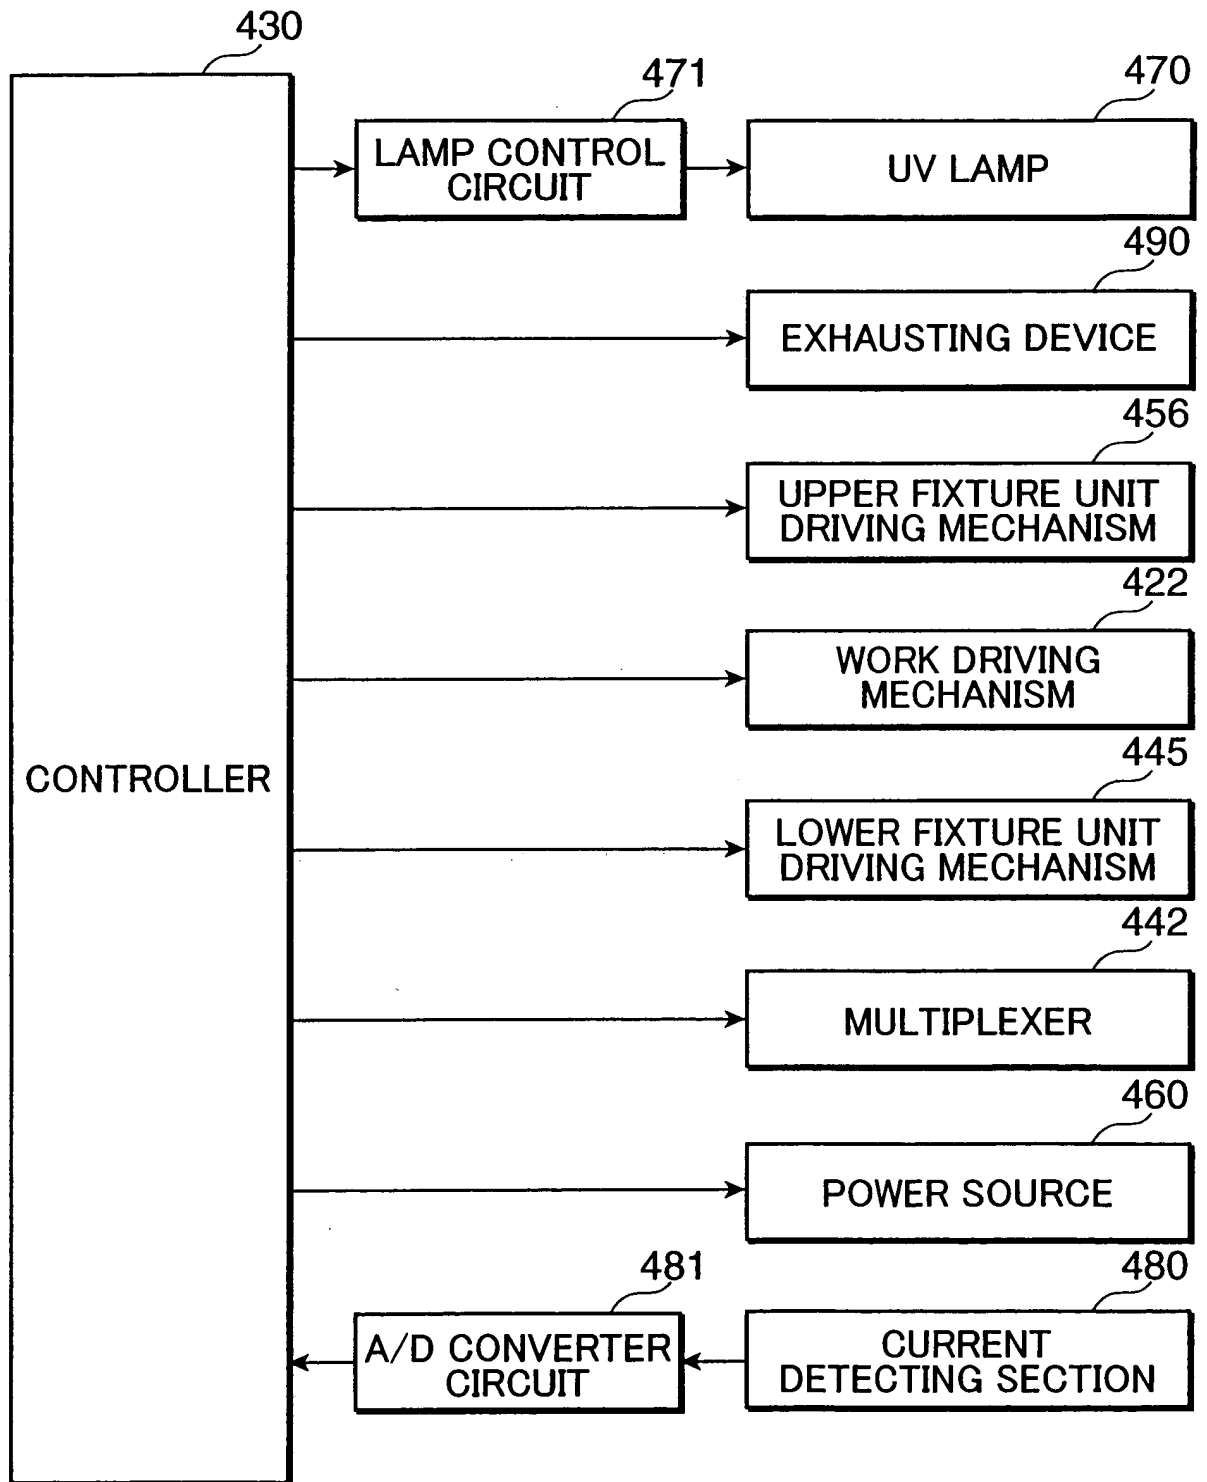 430
471
470
LAMP CONTROL
CIRCUIT
UV LAMP
490
EXHAUSTING DEVICE
456
UPPER FIXTURE UNIT
DRIVING MECHANISM
422
WORK DRIVING
MECHANISM
CONTROLLER
445
LOWER FIXTURE UNIT
DRIVING MECHANISM
442
MULTIPLEXER
460
POWER SOURCE
481
480
A/D CONVERTER
CIRCUIT
CURRENT
DETECTING SECTION